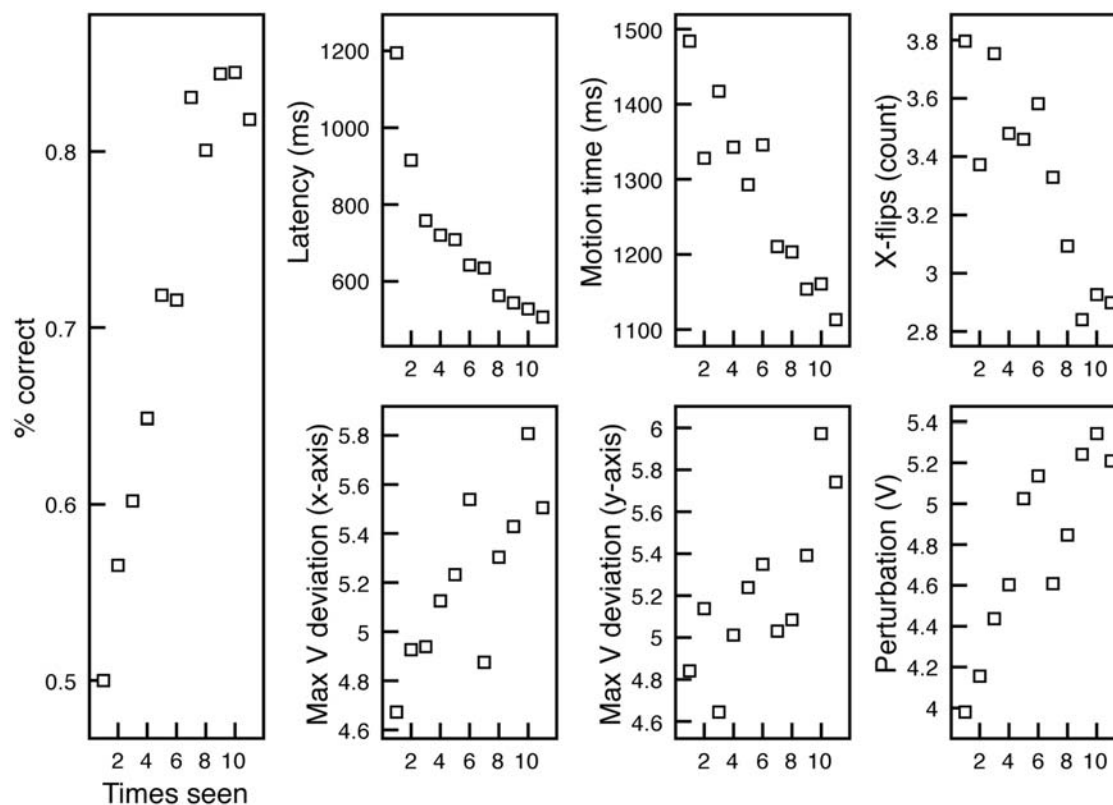 % correct
0.8
0.7
0.6
0.5
2 4 6 8 10
Times seen
Latency (ms)
1200
1000
800
600
2 4 6 8 10
Motion time (ms)
1500
1400
1300
1200
1100
2 4 6 8 10
X-flips (count)
3.8
3.6
3.4
3.2
3
2.8
2 4 6 8 10
Max V deviation (x-axis)
5.8
5.6
5.4
5.2
5
4.8
4.6
2 4 6 8 10
Max V deviation (y-axis)
6
5.8
5.6
5.4
5.2
5
4.8
4.6
2 4 6 8 10
Perturbation (V)
5.4
5.2
5
4.8
4.6
4.4
4.2
4
2 4 6 8 10